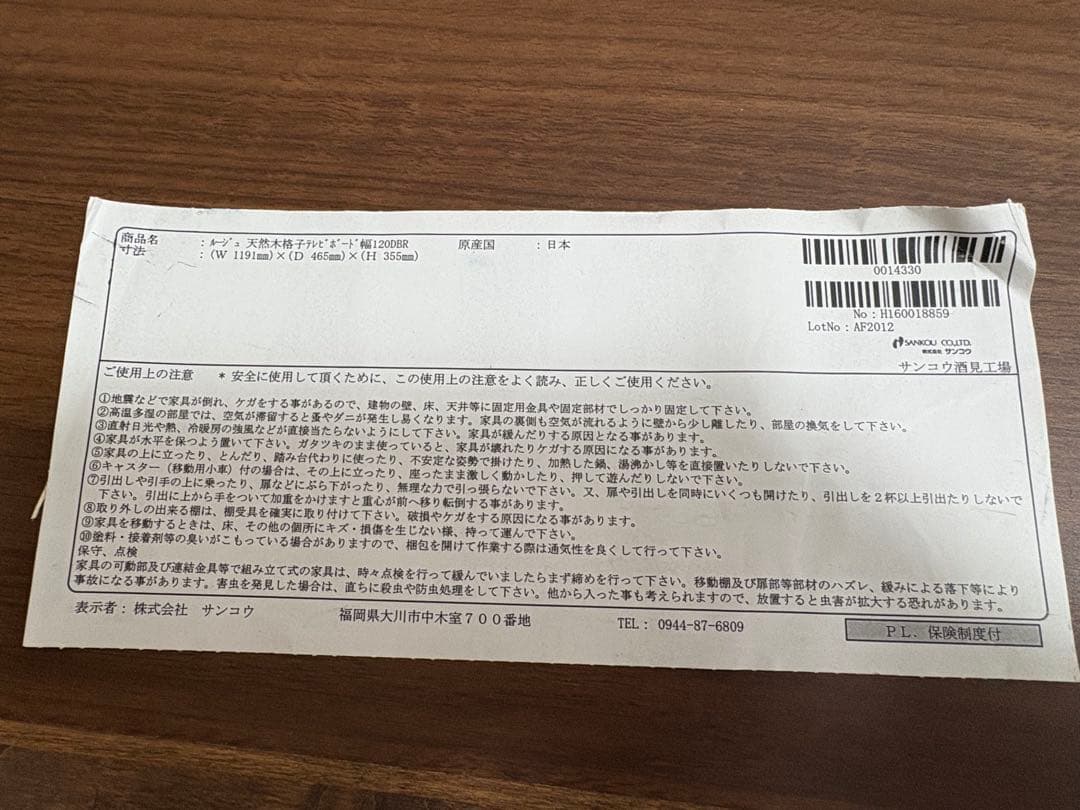 商品名 : ﾙｰｼﾞｭ 天然木格子ﾃﾚﾋﾞﾎﾞｰﾄﾞ幅120DBR 原産国 : 日本
寸法 : (W 1191mm)×(D 465mm)×(H 355mm)
0014330
No : H160018859
LotNo : AF2012
SANKOU CO.,LTD.
株式会社 サンコウ
サンコウ酒見工場
ご使用上の注意 *安全に使用して頂くために、この使用上の注意をよく読み、正しくご使用ください。
①地震などで家具が倒れ、ケガをする事があるので、建物の壁、床、天井等に固定用金具や固定部材でしっかり固定して下さい。
②高温多湿の部屋では、空気が滞留すると蚤やダニが発生し易くなります。家具の裏側も空気が流れるように壁から少し離したり、部屋の換気をして下さい。
③直射日光や熱、冷暖房の強風などが直接当たらないようにして下さい。家具が緩んだりする原因となる事があります。
④家具が水平を保つよう置いて下さい。ガタツキのまま使っていると、家具が壊れたりケガする原因になる事があります。
⑤家具の上に立ったり、とんだり、踏み台代わりに使ったり、不安定な姿勢で掛けたり、加熱した鍋、湯沸かし等を直接置いたりしないで下さい。
⑥キャスター（移動用小車）付の場合は、その上に立ったり、座ったまま激しく動かしたり、押して遊んだりしないで下さい。
⑦引出しや引手の上に乗ったり、扉などにぶら下がったり、無理な力で引っ張らないで下さい。又、扉や引出しを同時にいくつも開けたり、引出しを２杯以上引出たりしないで
下さい。引出に上から手をついて加重をかけますと重心が前へ移り転倒する事があります。
⑧取り外しの出来る棚は、棚受具を確実に取り付けて下さい。破損やケガをする原因になる事があります。
⑨家具を移動するときは、床、その他の個所にキズ・損傷を生じない様、持って運んで下さい。
⑩塗料・接着剤等の臭いがこもっている場合がありますので、梱包を開けて作業する際は通気性を良くして行って下さい。
保守、点検
家具の可動部及び連結金具等で組み立て式の家具は、時々点検を行って緩んでいましたらまず締めを行って下さい。移動棚及び扉部等部材のハズレ、緩みによる落下等により
事故になる事があります。害虫を発見した場合は、直ちに殺虫や防虫処理をして下さい。他から入った事も考えられますので、放置すると虫害が拡大する恐れがあります。
表示者：株式会社 サンコウ 福岡県大川市中木室７００番地 TEL： 0944-87-6809 ＰＬ．保険制度付